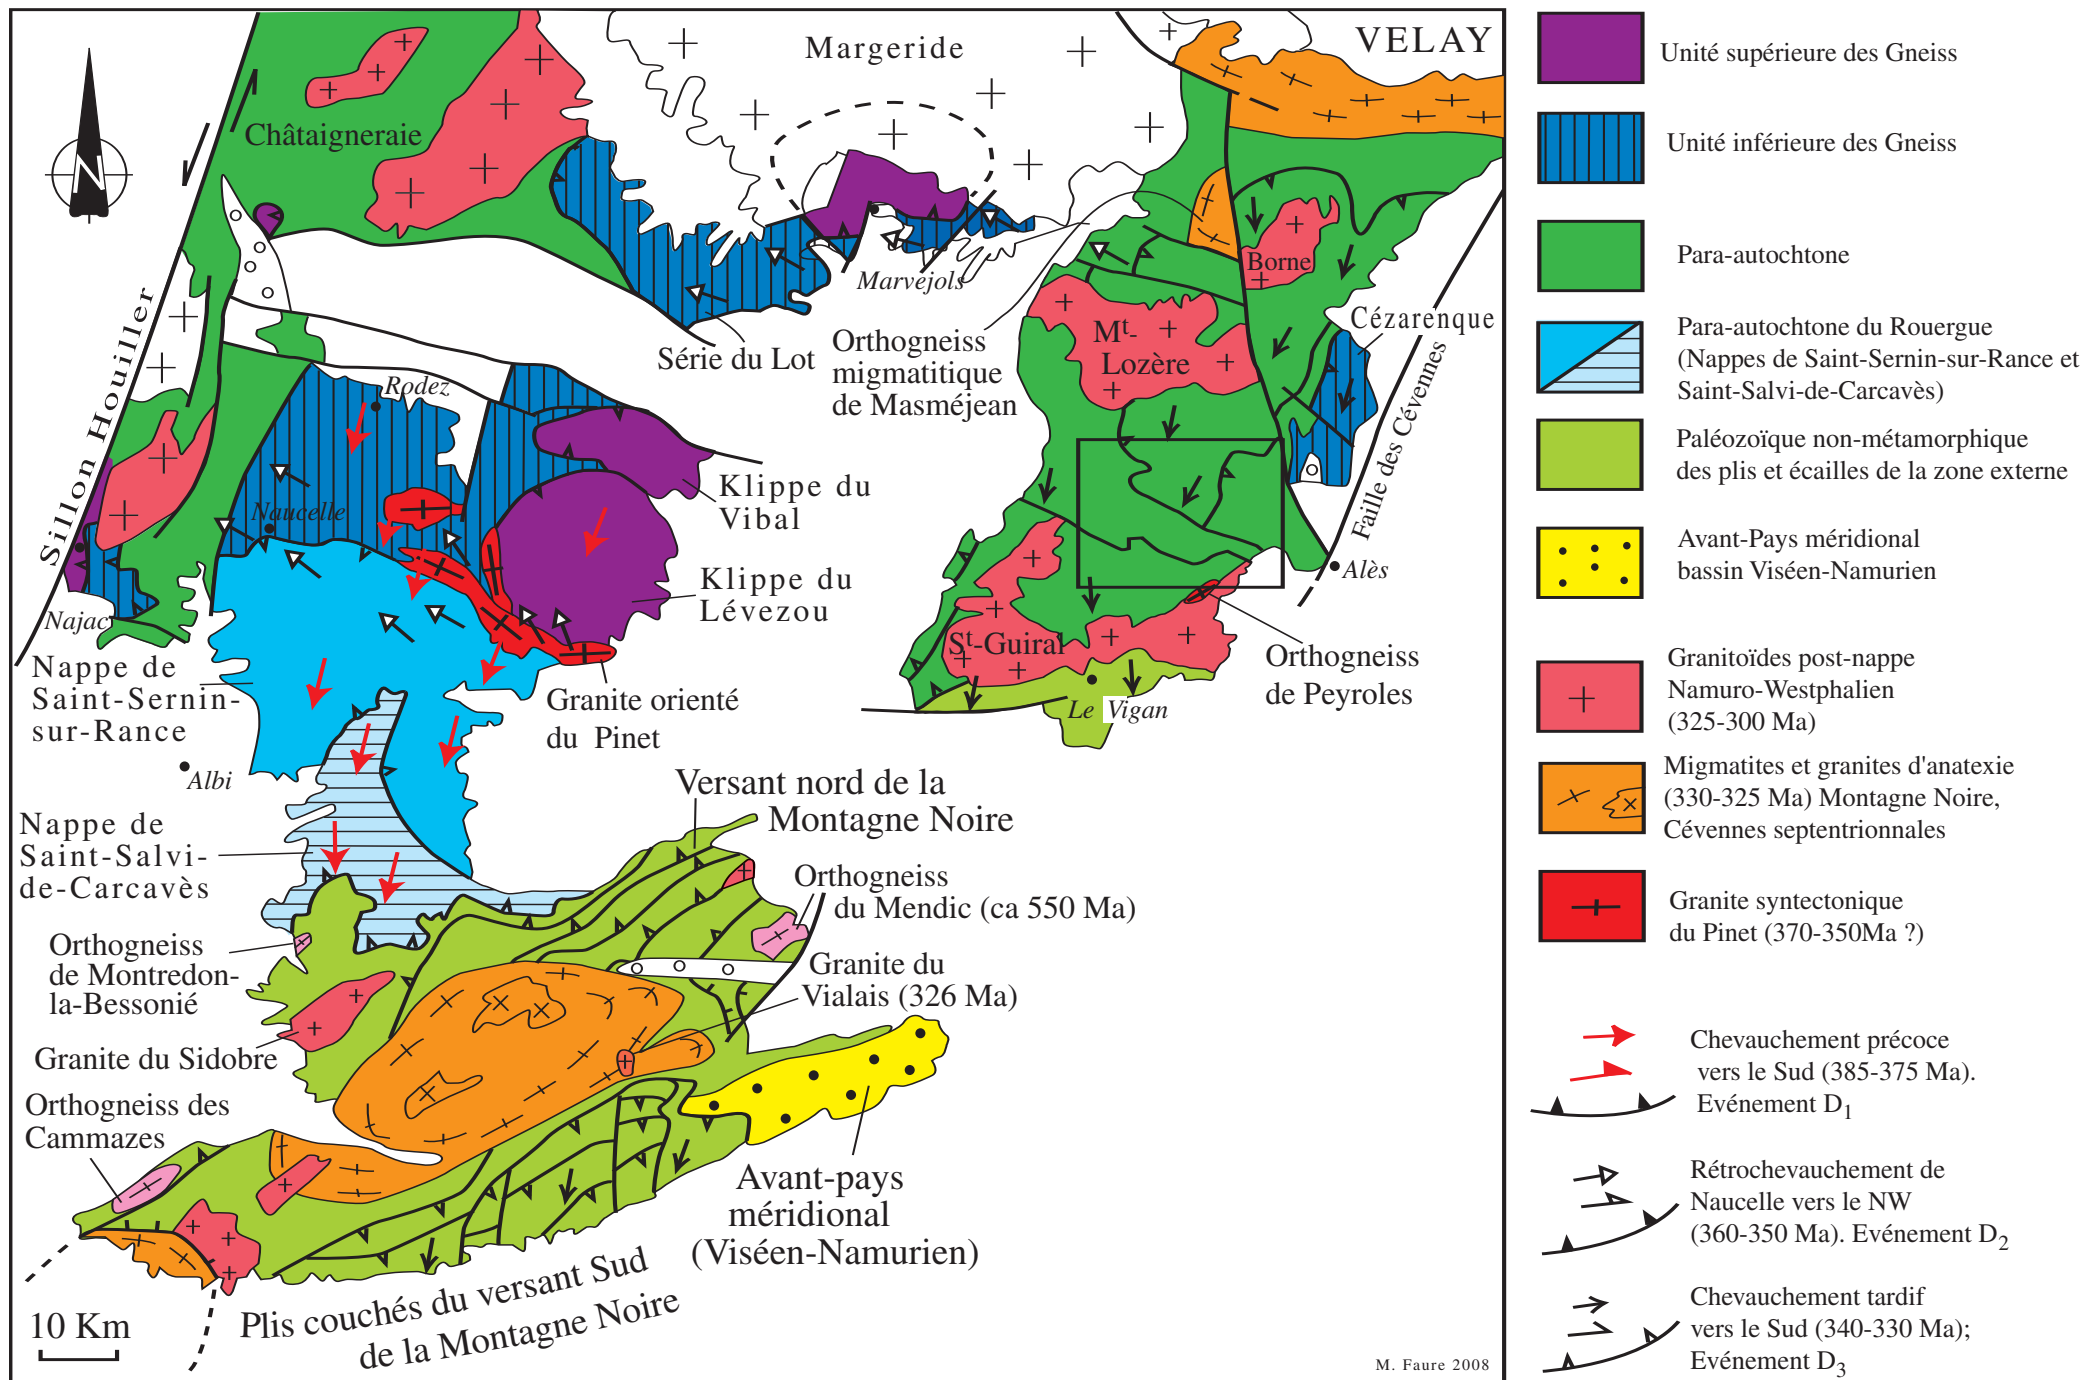 Margeride
VELAY
Châtaigneraie
N
Sillon Houiller
Marvejols
Série du Lot
Orthogneiss
migmatitique
de Masméjean
Borne
Mt-
Lozère
Cézarenque
Faille des Cévennes
Rodez
Naucelle
Klippe du
Vibal
Klippe du
Lévezou
Najac
Alès
St-Guiral
Orthogneiss
de Peyroles
Le Vigan
Nappe de
Saint-Sernin-
sur-Rance
Granite orienté
du Pinet
Albi
Versant nord de la
Montagne Noire
Nappe de
Saint-Salvi-
de-Carcavès
Orthogneiss
du Mendic (ca 550 Ma)
Orthogneiss
de Montredon-
la-Bessonié
Granite du
Vialais (326 Ma)
Granite du Sidobre
Orthogneiss des
Cammazes
Avant-pays
méridional
(Viséen-Namurien)
Plis couchés du versant Sud
de la Montagne Noire
10 Km
M. Faure 2008
Unité supérieure des Gneiss
Unité inférieure des Gneiss
Para-autochtone
Para-autochtone du Rouergue
(Nappes de Saint-Sernin-sur-Rance et
Saint-Salvi-de-Carcavès)
Paléozoïque non-métamorphique
des plis et écailles de la zone externe
Avant-Pays méridional
bassin Viséen-Namurien
Granitoïdes post-nappe
Namuro-Westphalien
(325-300 Ma)
Migmatites et granites d'anatexie
(330-325 Ma) Montagne Noire,
Cévennes septentrionnales
Granite syntectonique
du Pinet (370-350Ma ?)
Chevauchement précoce
vers le Sud (385-375 Ma).
Evénement D1
Rétrochevauchement de
Naucelle vers le NW
(360-350 Ma). Evénement D2
Chevauchement tardif
vers le Sud (340-330 Ma);
Evénement D3